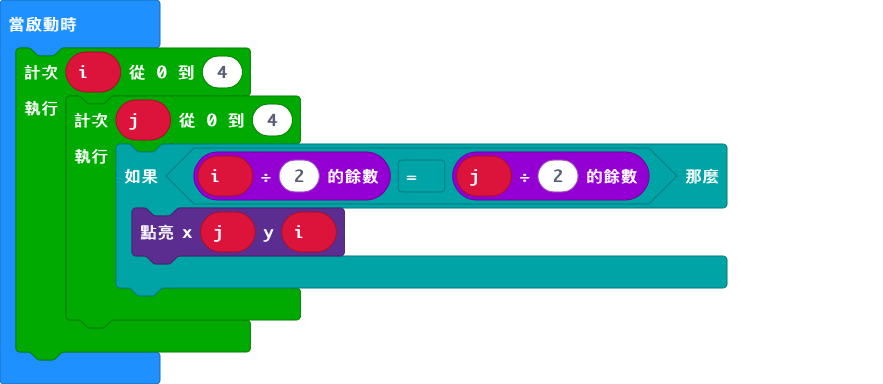 當啟動時
計次 i 從 0 到 4
執行
計次 j 從 0 到 4
執行
如果 i ÷ 2 的餘數 = j ÷ 2 的餘數 那麼
點亮 x j y i